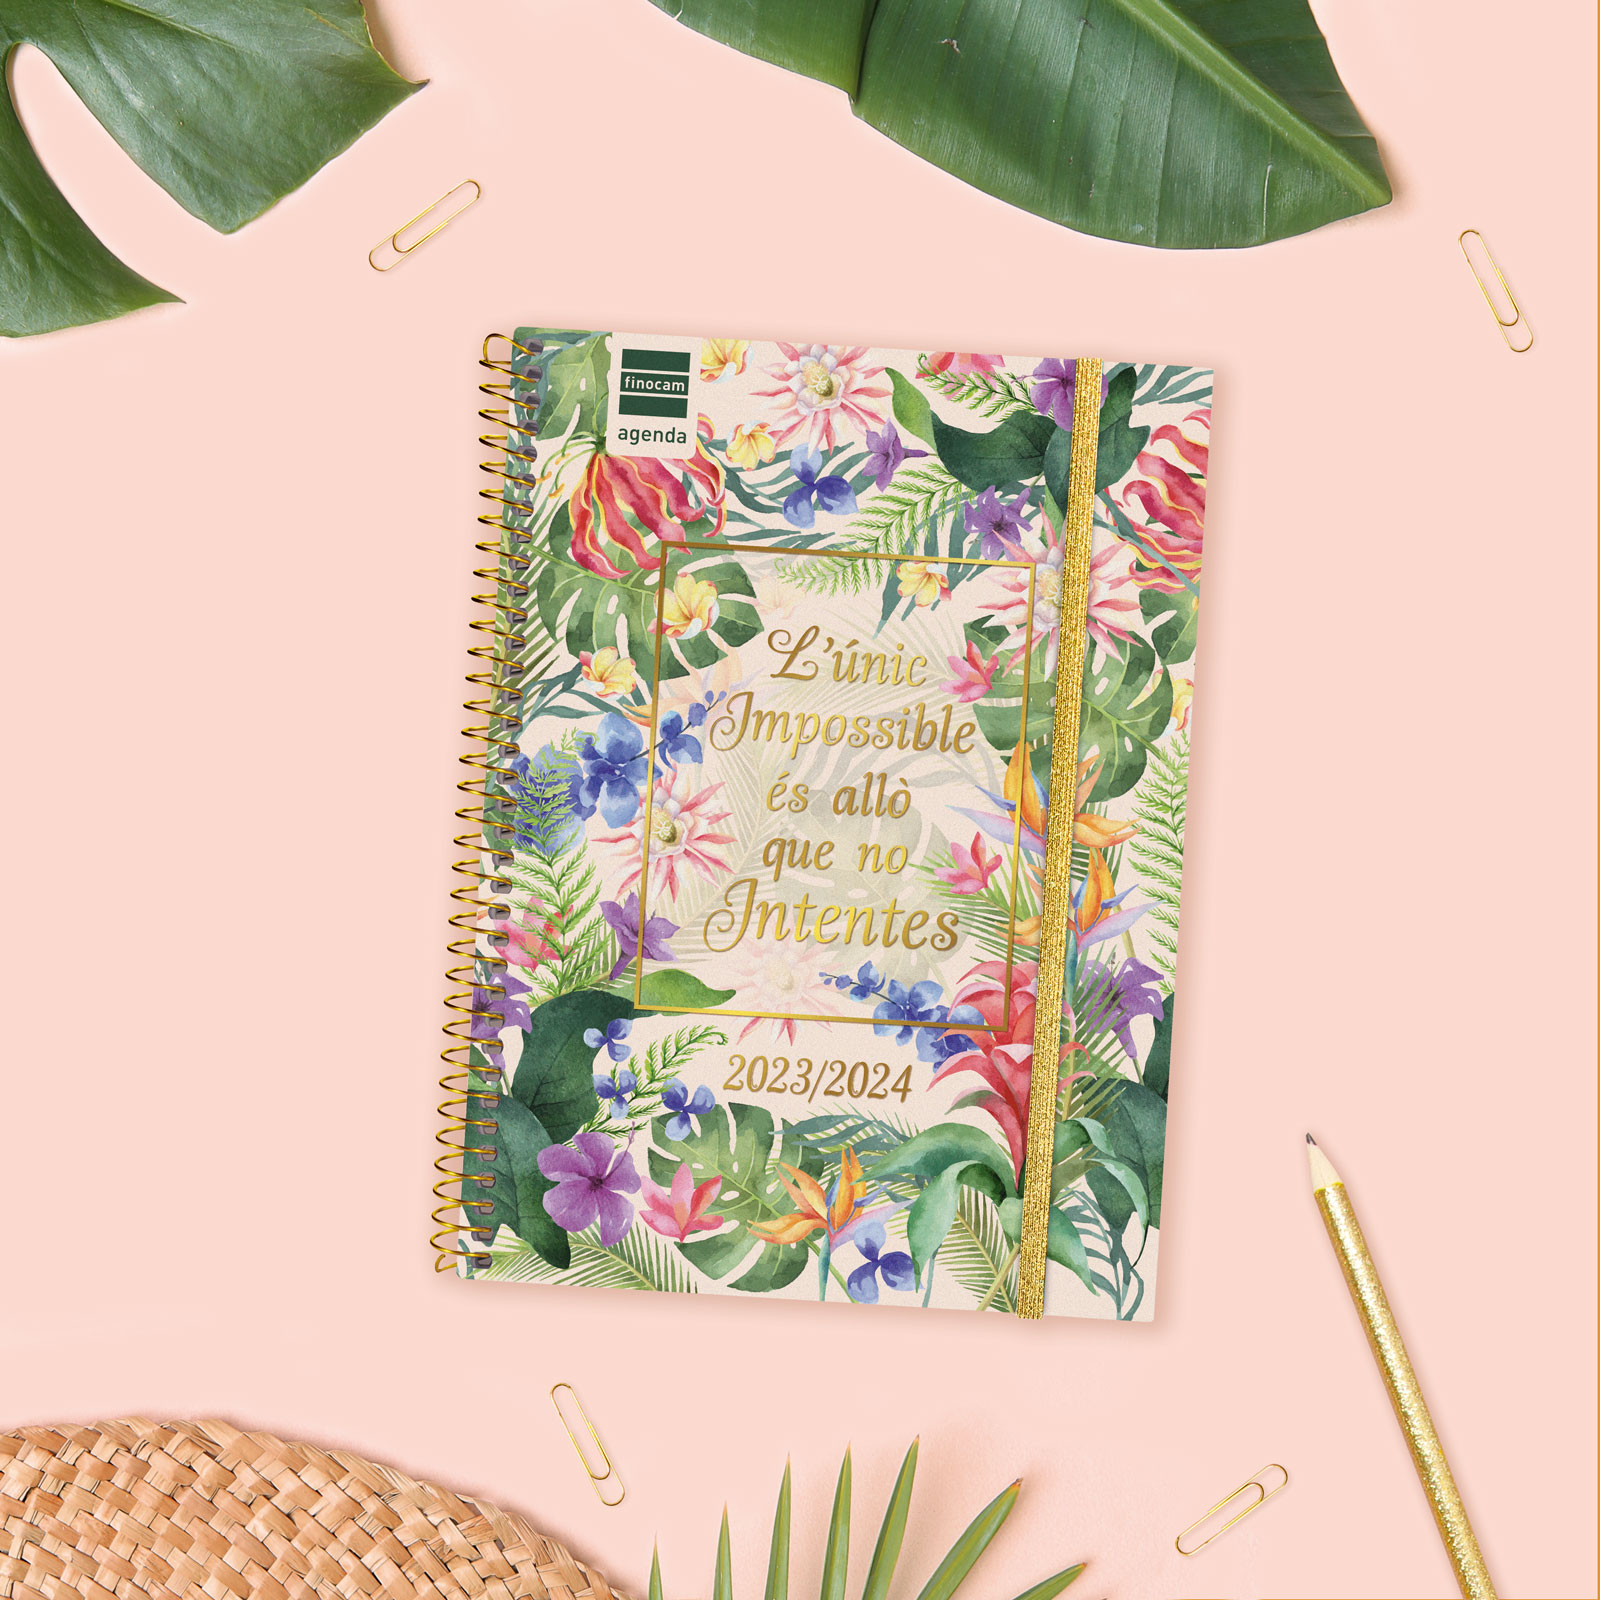 finocam
agenda
L'únic
Impossible
és allò
que no
Intentes
2023/2024